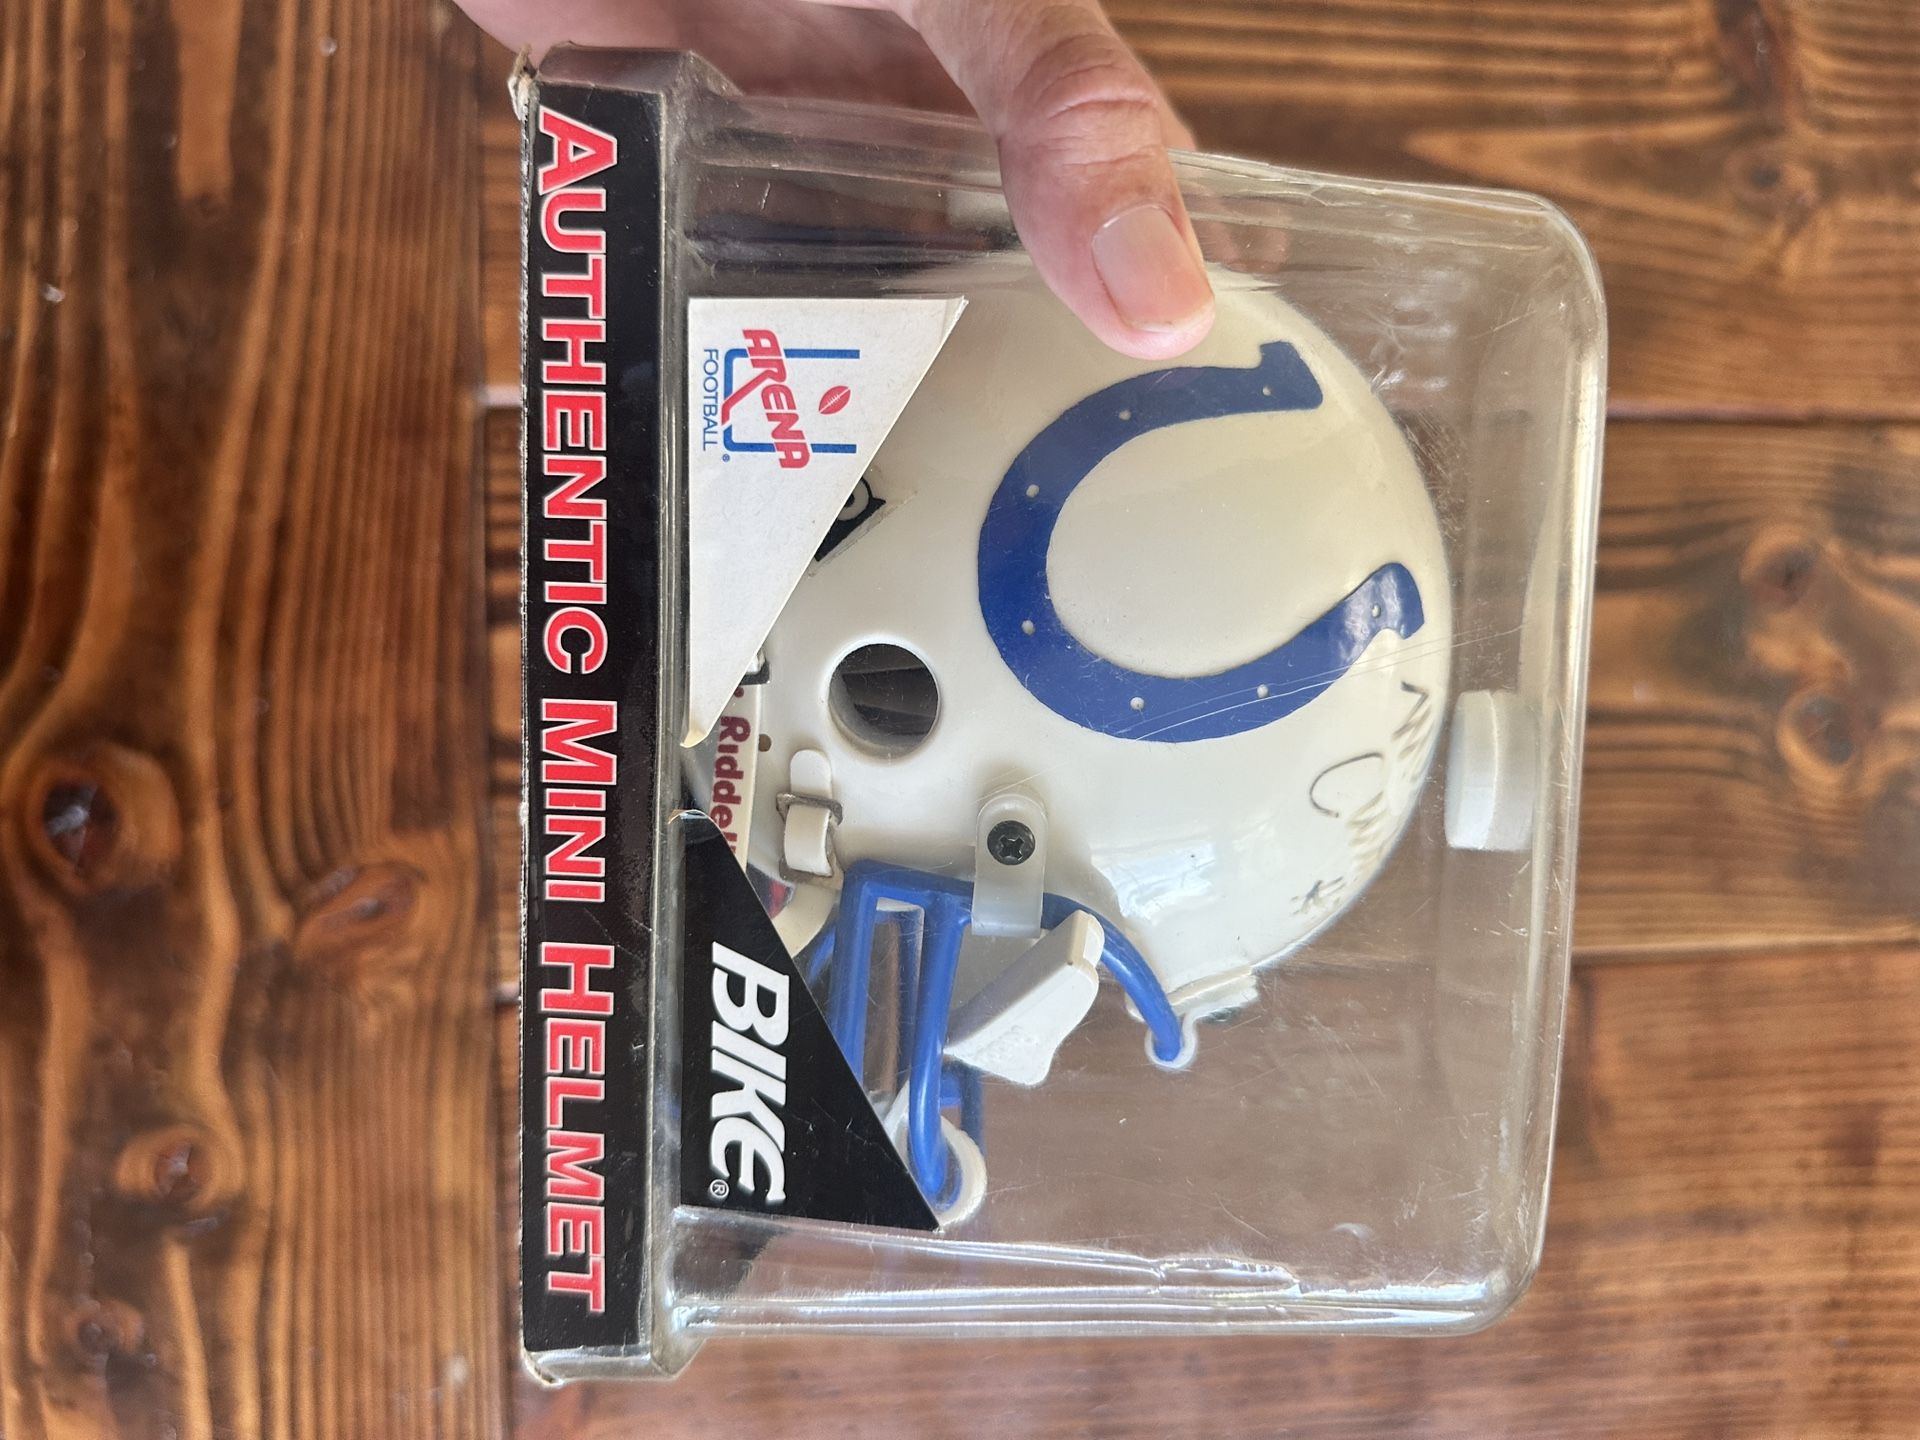 ARENA
FOOTBALL®
Riddell
BIKE®
AUTHENTIC MINI HELMET